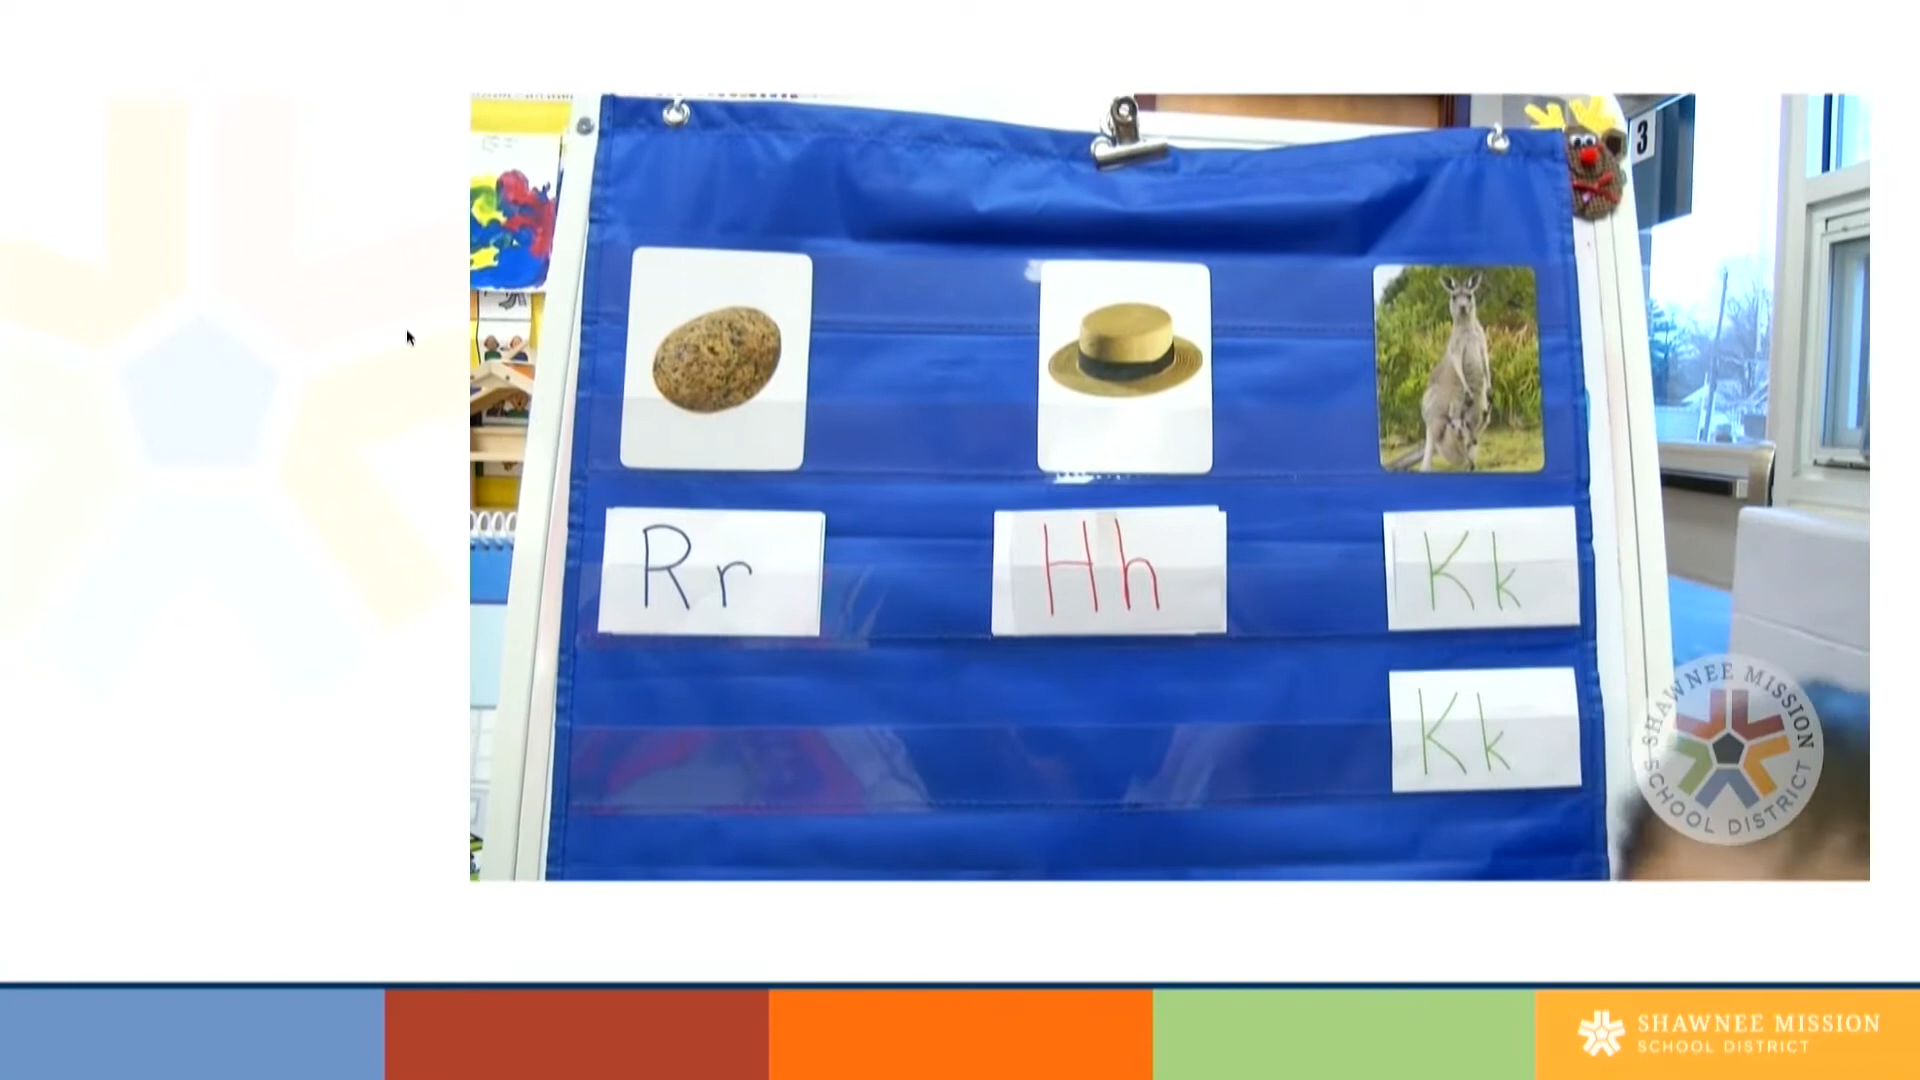 3
Rr
Hh
Kk
Kk
SHAWNEE MISSION
SCHOOL DISTRICT
SHAWNEE MISSION
SCHOOL DISTRICT